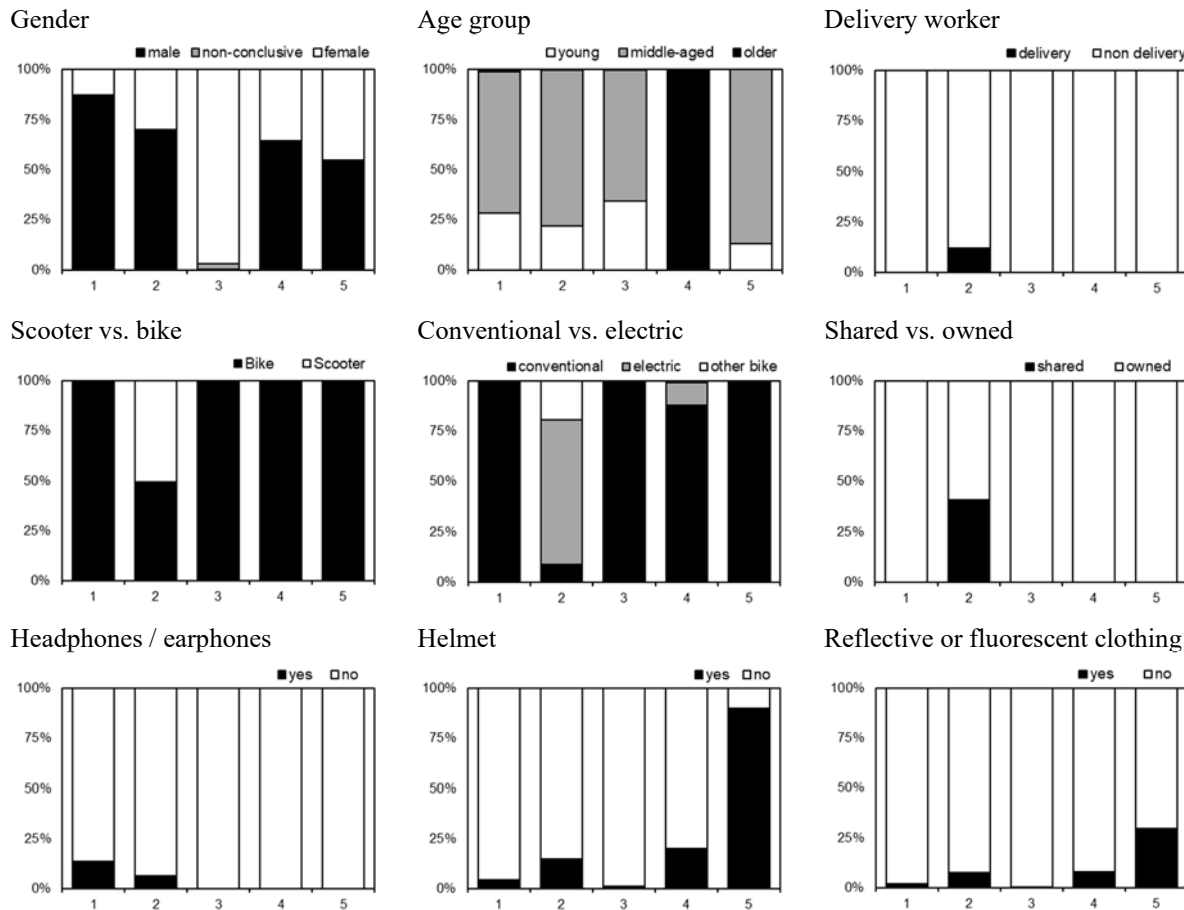 Gender
male non-conclusive female
100%
75%
50%
25%
0%
1 2 3 4 5
Age group
young middle-aged older
100%
75%
50%
25%
0%
1 2 3 4 5
Delivery worker
delivery non delivery
100%
75%
50%
25%
0%
1 2 3 4 5
Scooter vs. bike
Bike Scooter
100%
75%
50%
25%
0%
1 2 3 4 5
Conventional vs. electric
conventional electric other bike
100%
75%
50%
25%
0%
1 2 3 4 5
Shared vs. owned
shared owned
100%
75%
50%
25%
0%
1 2 3 4 5
Headphones / earphones
yes no
100%
75%
50%
25%
0%
1 2 3 4 5
Helmet
yes no
100%
75%
50%
25%
0%
1 2 3 4 5
Reflective or fluorescent clothing
yes no
100%
75%
50%
25%
0%
1 2 3 4 5